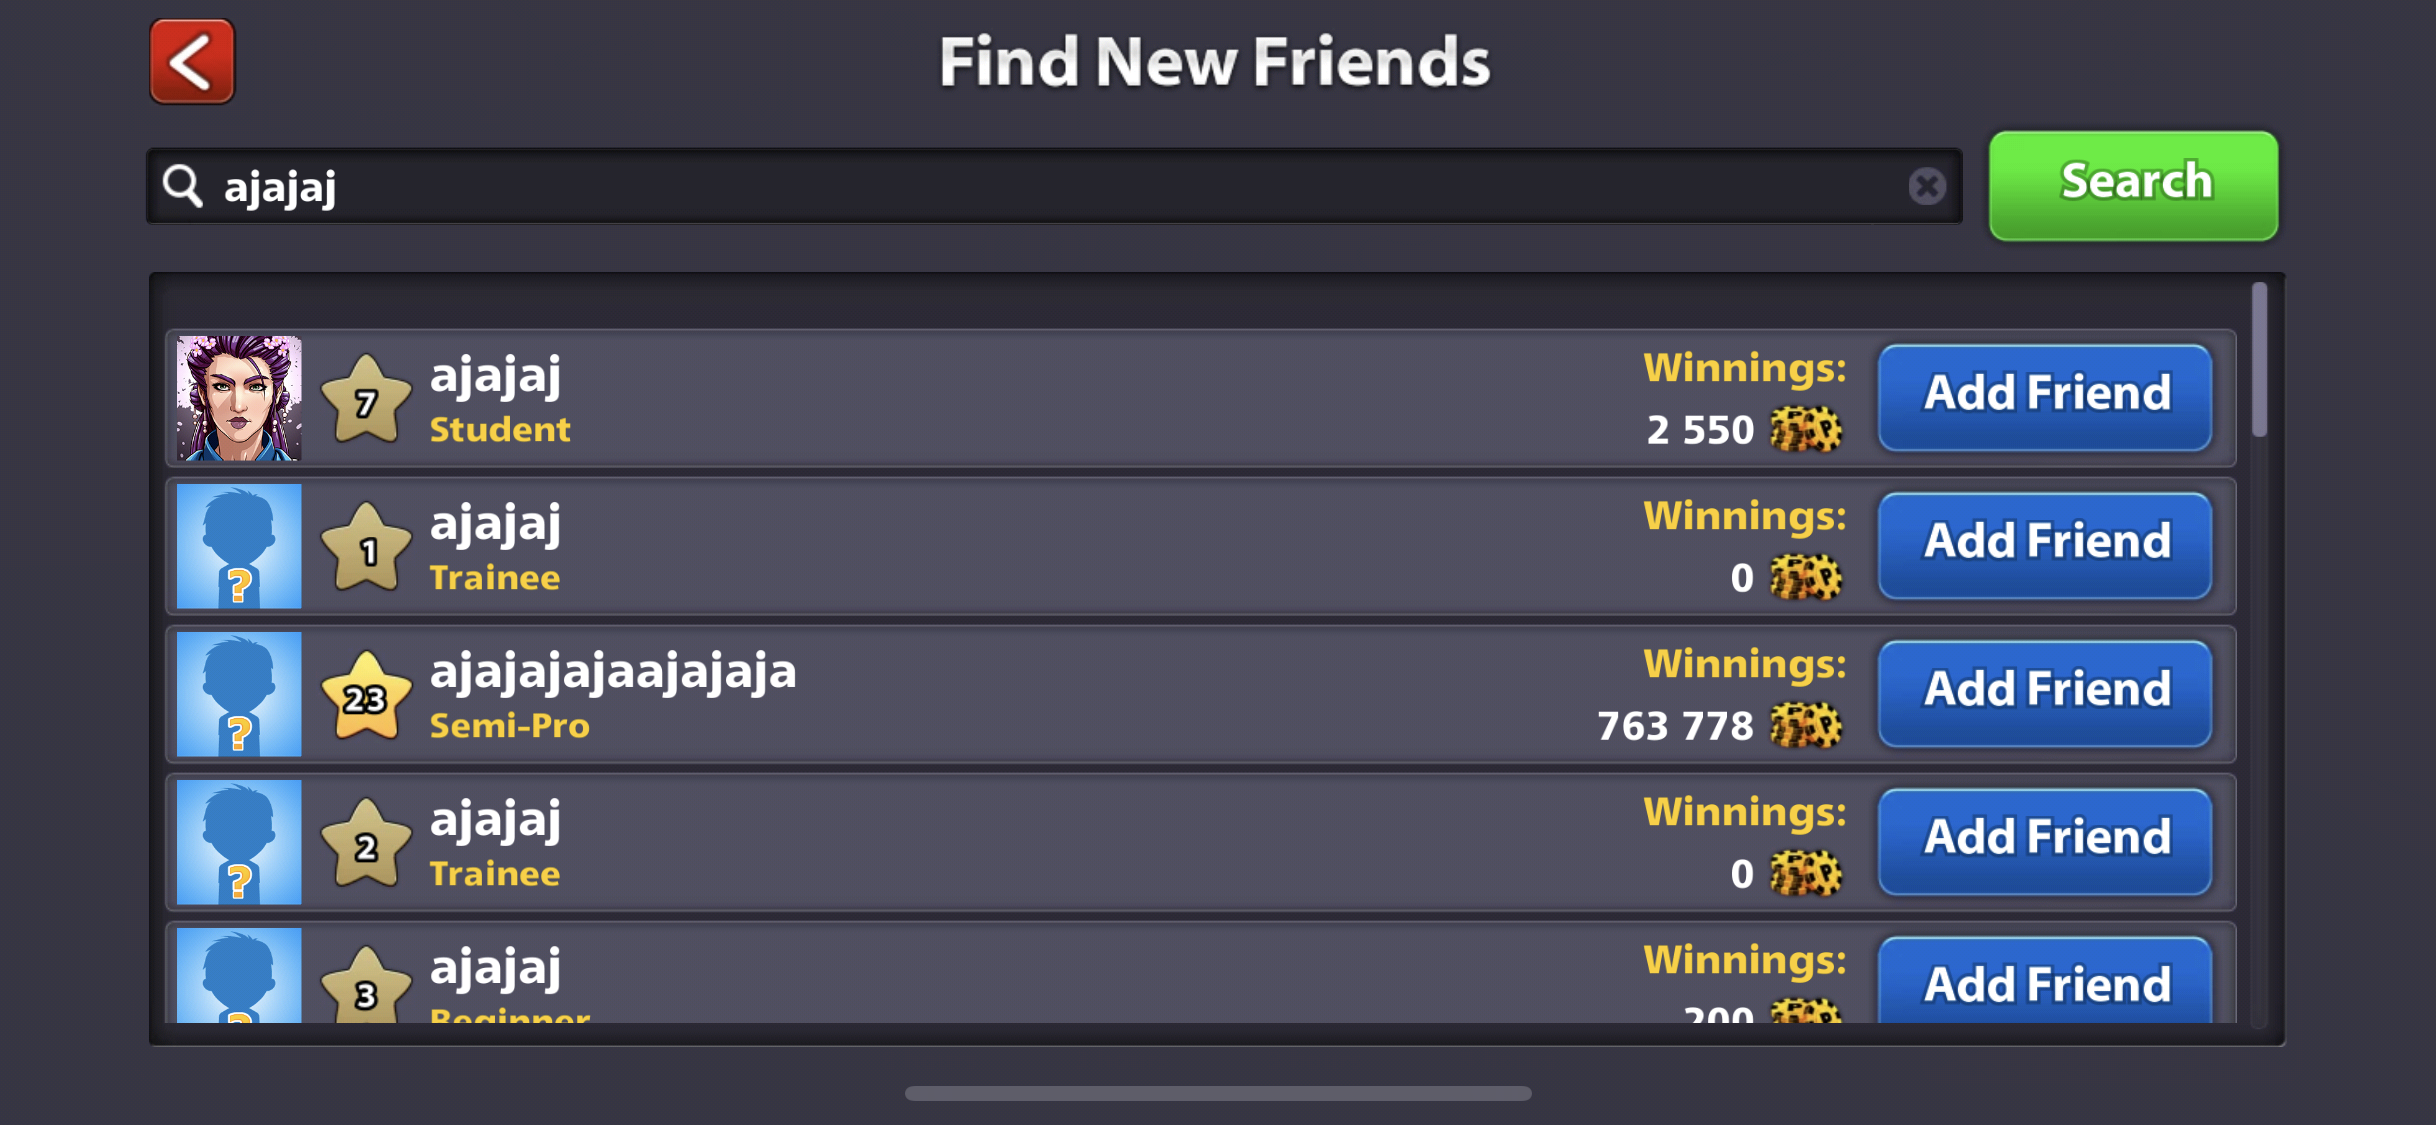 Find New Friends
ajajaj
Search
7
ajajaj
Student
Winnings:
2 550
Add Friend
1
ajajaj
Trainee
Winnings:
0
Add Friend
?
23
ajajajajaajajaja
Semi-Pro
Winnings:
763 778
Add Friend
?
2
ajajaj
Trainee
Winnings:
0
Add Friend
?
3
ajajaj
Beginner
Winnings:
200
Add Friend
?